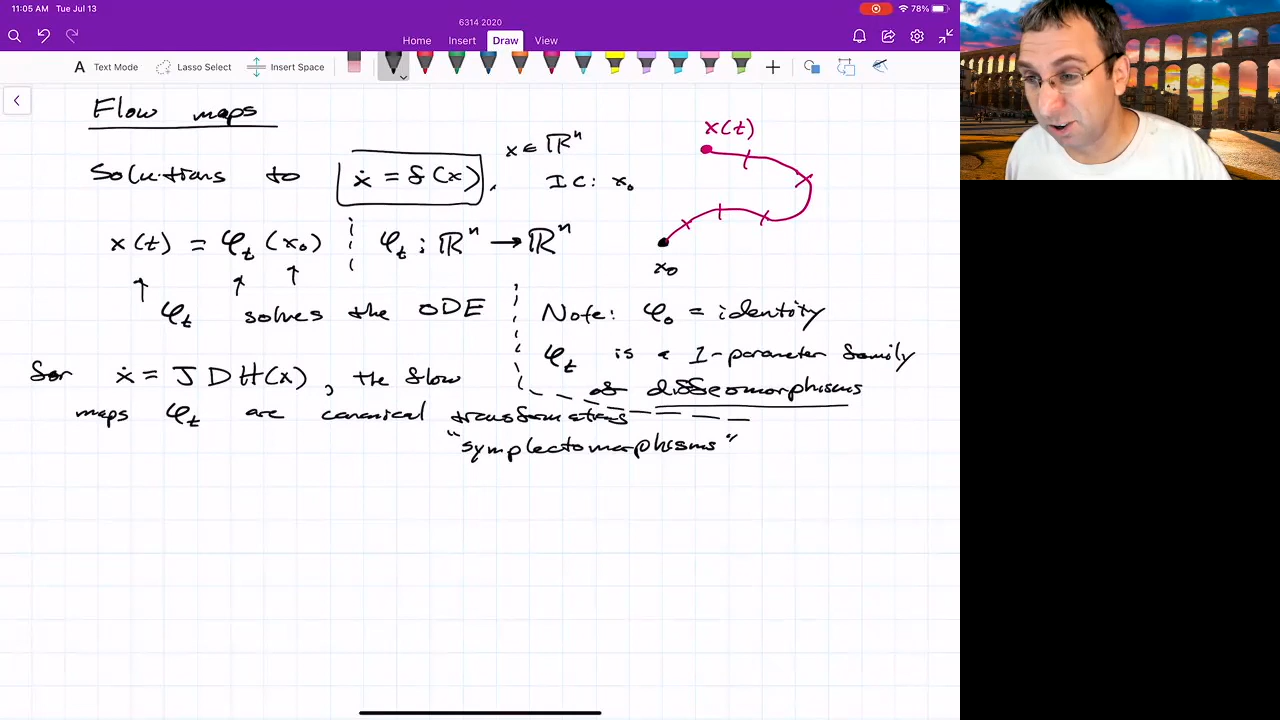 11:05 AM Tue Jul 13
78%
6314 2020
Home Insert Draw View
Text Mode Lasso Select Insert Space
Flow maps
Solutions to ẋ = f(x), x ∈ ℝⁿ IC: x₀
x(t)
x₀
x(t) = φₜ(x₀) φₜ : ℝⁿ → ℝⁿ
φₜ solves the ODE
Note: φ₀ = identity
φₜ is a 1-parameter family
of diffeomorphisms
for ẋ = J D H(x), the flow
maps φₜ are canonical transformations
"symplectomorphisms"